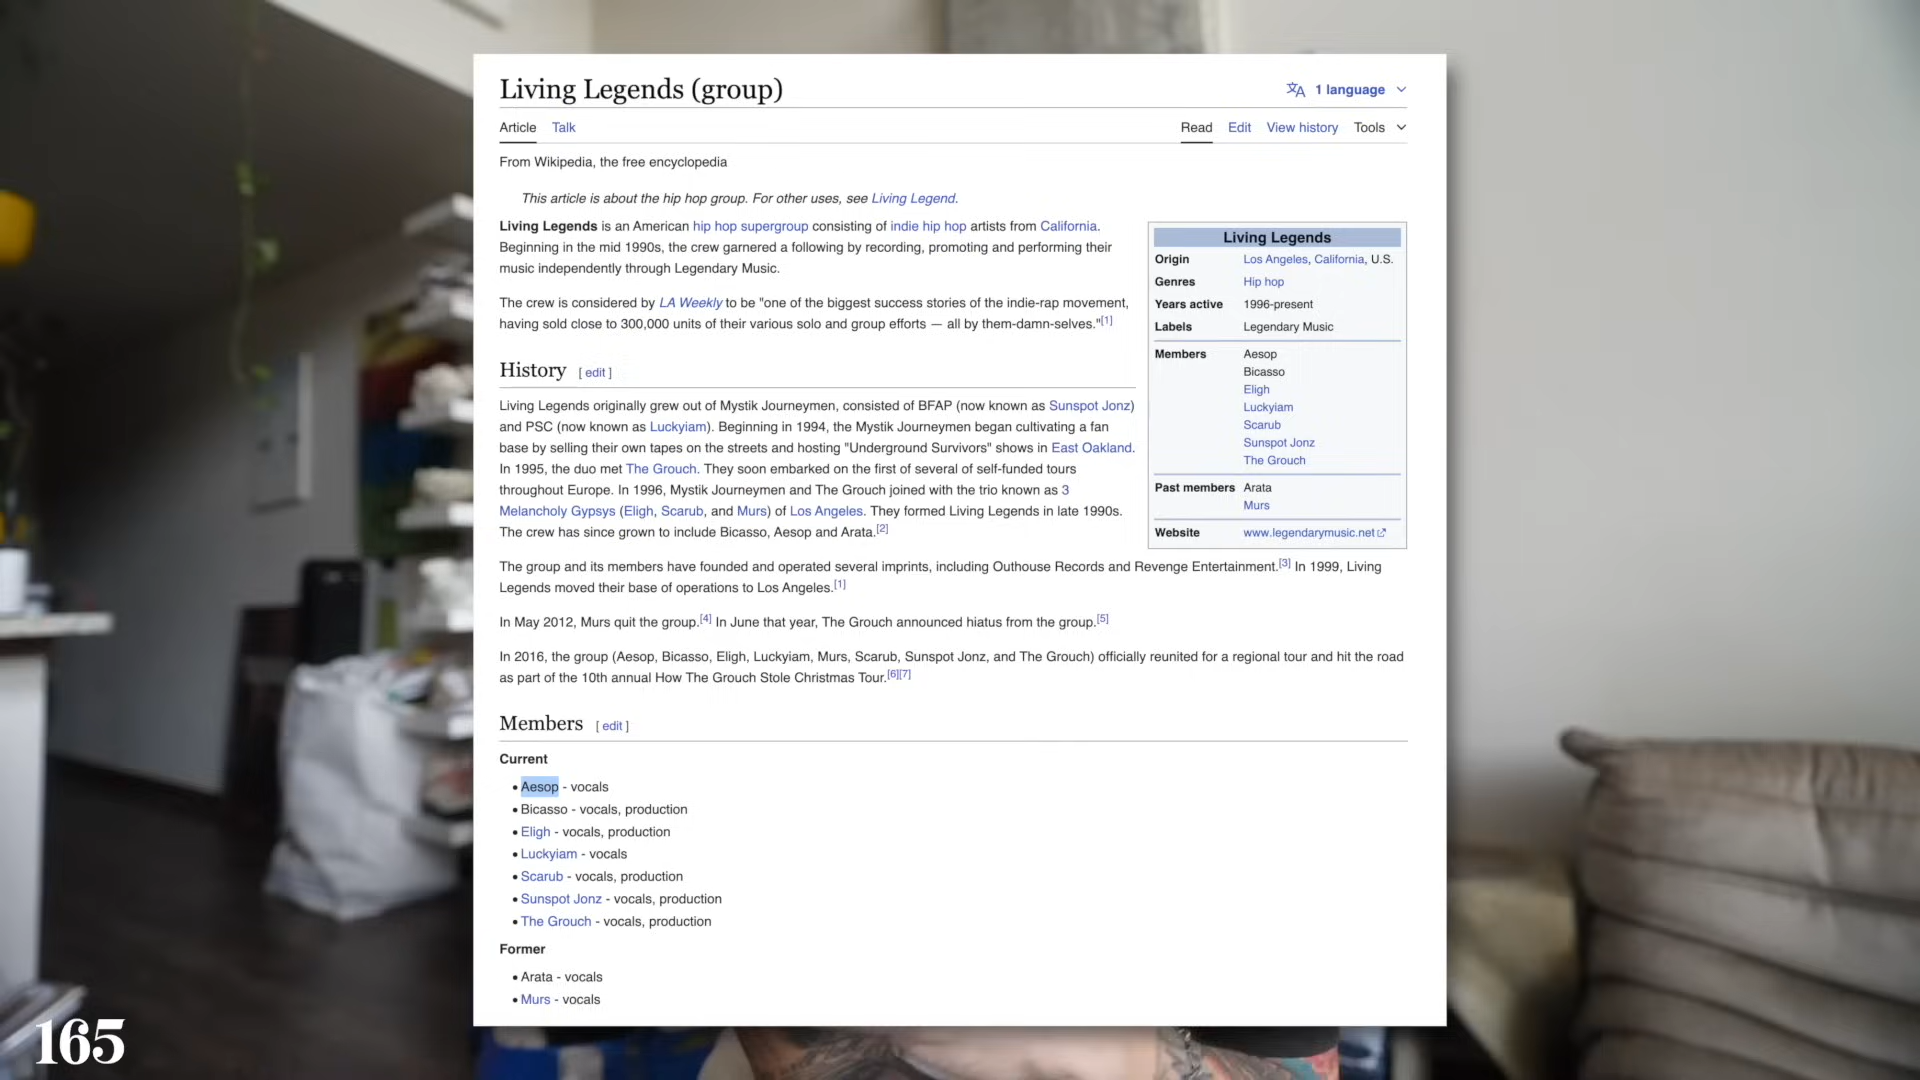 Living Legends (group)
1 language
Article Talk
Read Edit View history Tools
From Wikipedia, the free encyclopedia
This article is about the hip hop group. For other uses, see Living Legend.
Living Legends is an American hip hop supergroup consisting of indie hip hop artists from California.
Beginning in the mid 1990s, the crew garnered a following by recording, promoting and performing their
music independently through Legendary Music.
The crew is considered by LA Weekly to be "one of the biggest success stories of the indie-rap movement,
having sold close to 300,000 units of their various solo and group efforts — all by them-damn-selves."[1]
Living Legends
Origin Los Angeles, California, U.S.
Genres Hip hop
Years active 1996-present
Labels Legendary Music
Members Aesop
Bicasso
Eligh
Luckyiam
Scarub
Sunspot Jonz
The Grouch
Past members Arata
Murs
Website www.legendarymusic.net
History [ edit ]
Living Legends originally grew out of Mystik Journeymen, consisted of BFAP (now known as Sunspot Jonz)
and PSC (now known as Luckyiam). Beginning in 1994, the Mystik Journeymen began cultivating a fan
base by selling their own tapes on the streets and hosting "Underground Survivors" shows in East Oakland.
In 1995, the duo met The Grouch. They soon embarked on the first of several of self-funded tours
throughout Europe. In 1996, Mystik Journeymen and The Grouch joined with the trio known as 3
Melancholy Gypsys (Eligh, Scarub, and Murs) of Los Angeles. They formed Living Legends in late 1990s.
The crew has since grown to include Bicasso, Aesop and Arata.[2]
The group and its members have founded and operated several imprints, including Outhouse Records and Revenge Entertainment.[3] In 1999, Living
Legends moved their base of operations to Los Angeles.[1]
In May 2012, Murs quit the group.[4] In June that year, The Grouch announced hiatus from the group.[5]
In 2016, the group (Aesop, Bicasso, Eligh, Luckyiam, Murs, Scarub, Sunspot Jonz, and The Grouch) officially reunited for a regional tour and hit the road
as part of the 10th annual How The Grouch Stole Christmas Tour.[6][7]
Members [ edit ]
Current
• Aesop - vocals
• Bicasso - vocals, production
• Eligh - vocals, production
• Luckyiam - vocals
• Scarub - vocals, production
• Sunspot Jonz - vocals, production
• The Grouch - vocals, production
Former
• Arata - vocals
• Murs - vocals
165